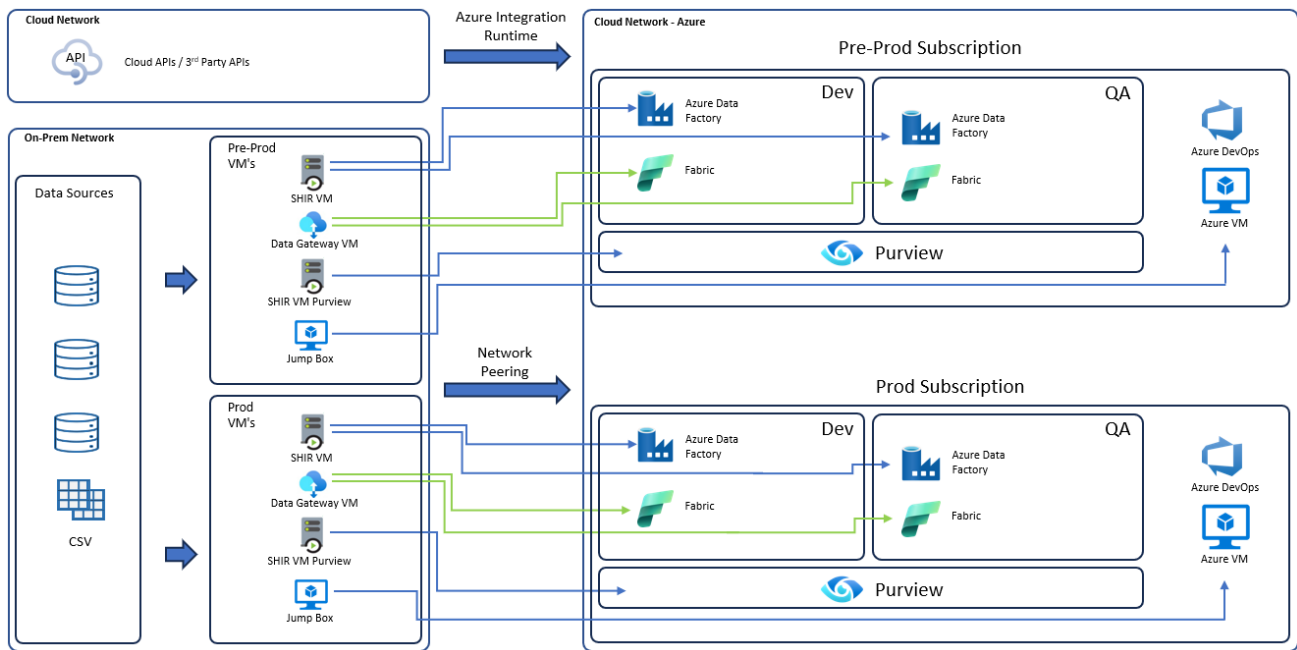 Cloud Network
API
Cloud APIs / 3rd Party APIs
Azure Integration
Runtime
Cloud Network - Azure
Pre-Prod Subscription
Dev
Azure Data
Factory
Fabric
QA
Azure Data
Factory
Fabric
Azure DevOps
Azure VM
Purview
On-Prem Network
Data Sources
CSV
Pre-Prod
VM's
SHIR VM
Data Gateway VM
SHIR VM Purview
Jump Box
Network
Peering
Prod
VM's
SHIR VM
Data Gateway VM
SHIR VM Purview
Jump Box
Prod Subscription
Dev
Azure Data
Factory
Fabric
QA
Azure Data
Factory
Fabric
Azure DevOps
Azure VM
Purview